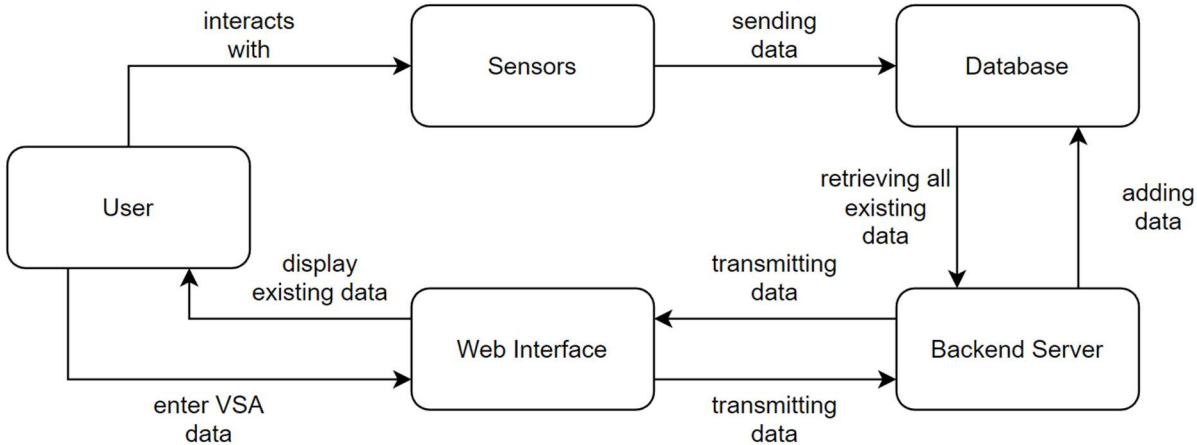 interacts
with
Sensors
sending
data
Database
User
retrieving all
existing
data
adding
data
display
existing data
transmitting
data
Web Interface
Backend Server
enter VSA
data
transmitting
data